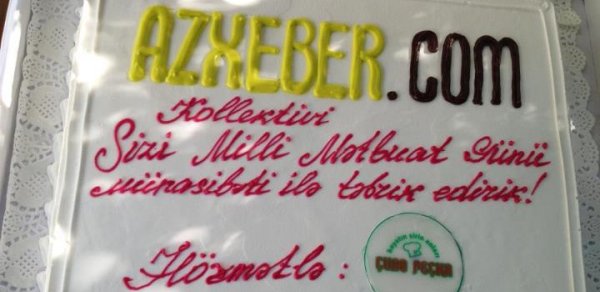 AZXEBER.COM
Kollektivi
Sizi Milli Mətbuat Günü
münasibəti ilə təbrik edirik!
Hörmətlə :
ÇUDO PEÇKA